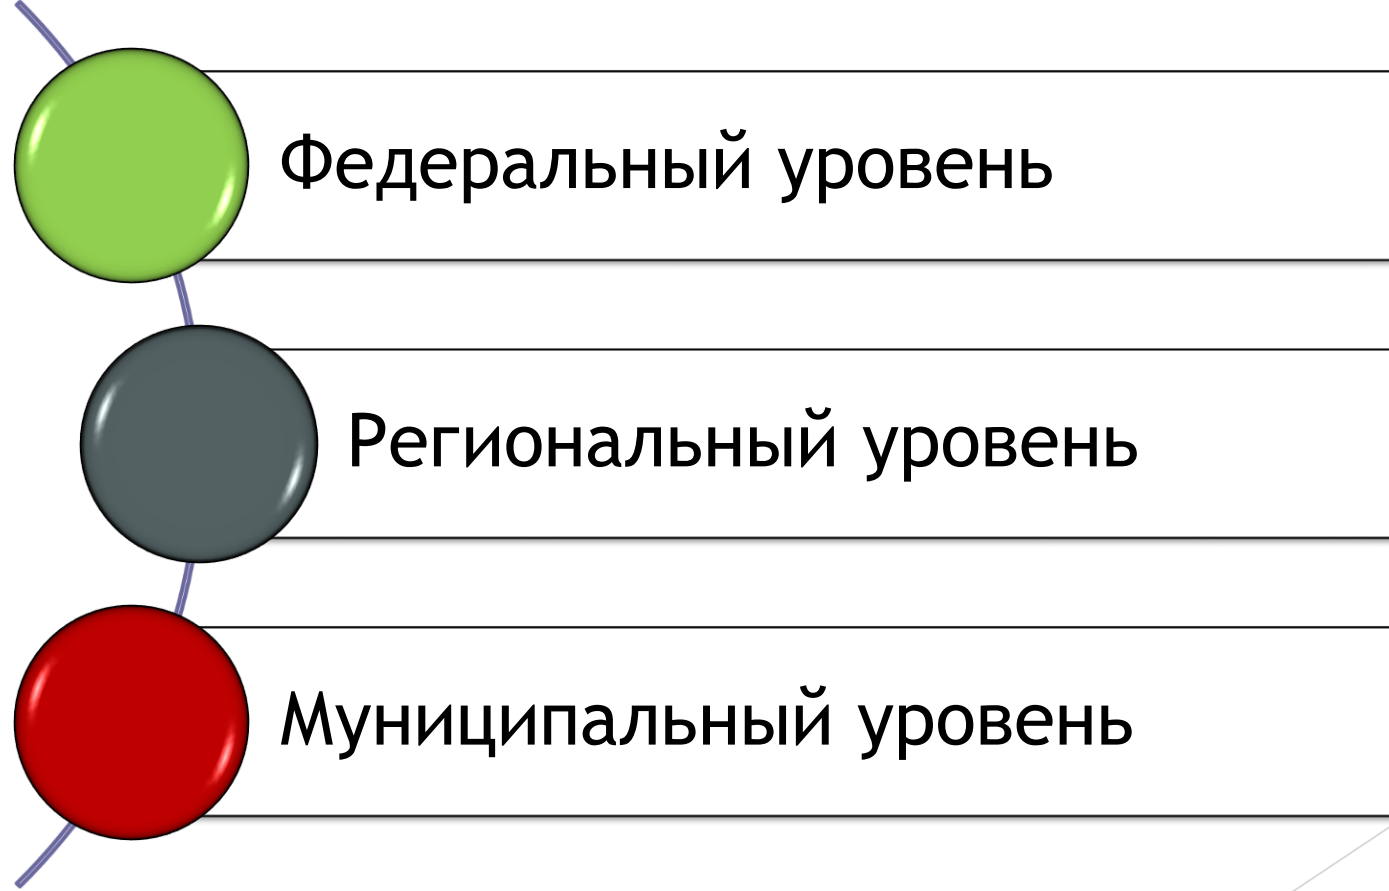 Федеральный уровень
Региональный уровень
Муниципальный уровень